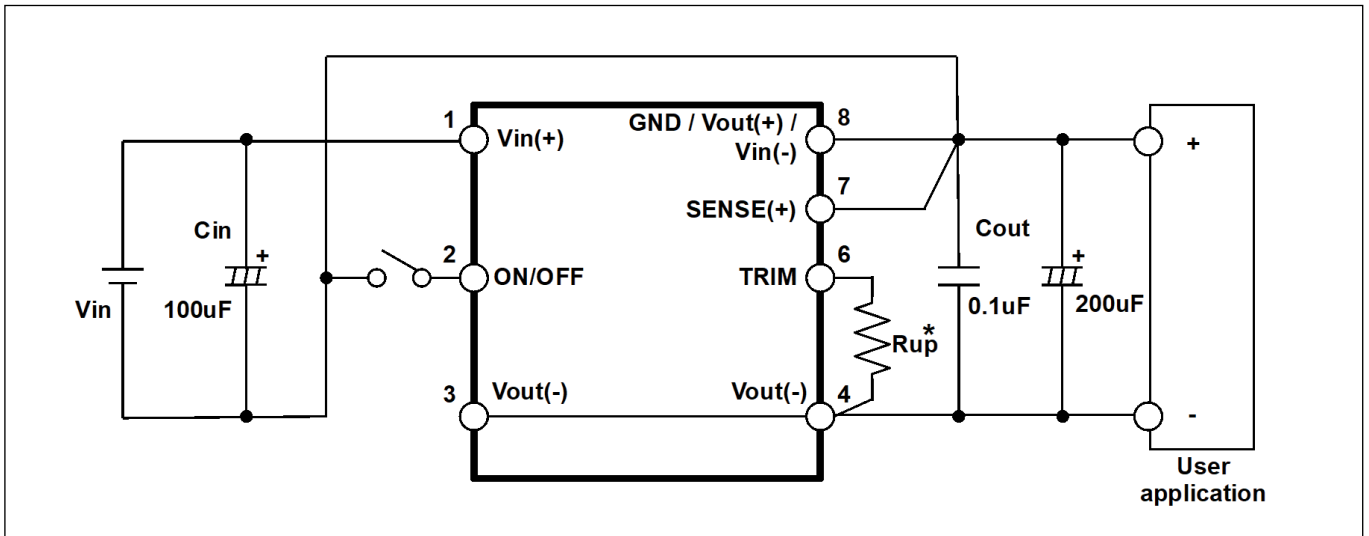 1
Vin(+)
GND / Vout(+) /
Vin(-)
8
+
7
SENSE(+)
Cin
+
100uF
Vin
2
ON/OFF
TRIM
6
Rup*
Cout
0.1uF
+
200uF
3
Vout(-)
Vout(-)
4
-
User
application